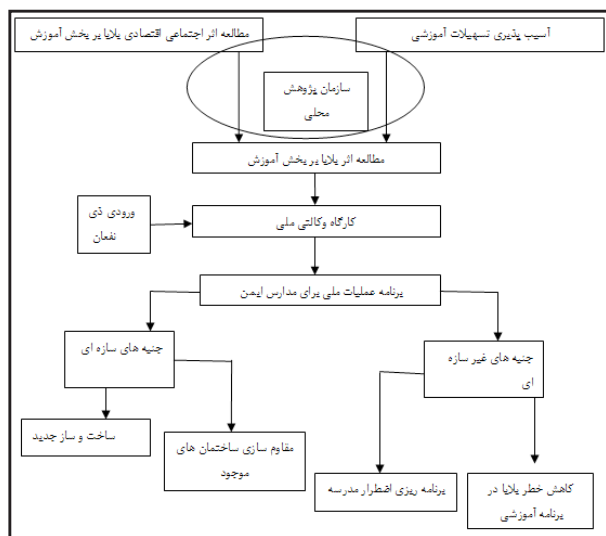 آسیب پذیری تسهیلات آموزشی
مطالعه اثر اجتماعی اقتصادی بلایا بر بخش آموزش
سازمان پژوهش
محلی
مطالعه اثر بلایا بر بخش آموزش
کارگاه وکالتی ملی
ورودی ذی
نفعان
برنامه عملیات ملی برای مدارس ایمن
جنبه های غیر سازه
ای
جنبه های سازه ای
کاهش خطر بلایا در
برنامه آموزشی
برنامه ریزی اضطرار مدرسه
مقاوم سازی ساختمان های
موجود
ساخت و ساز جدید